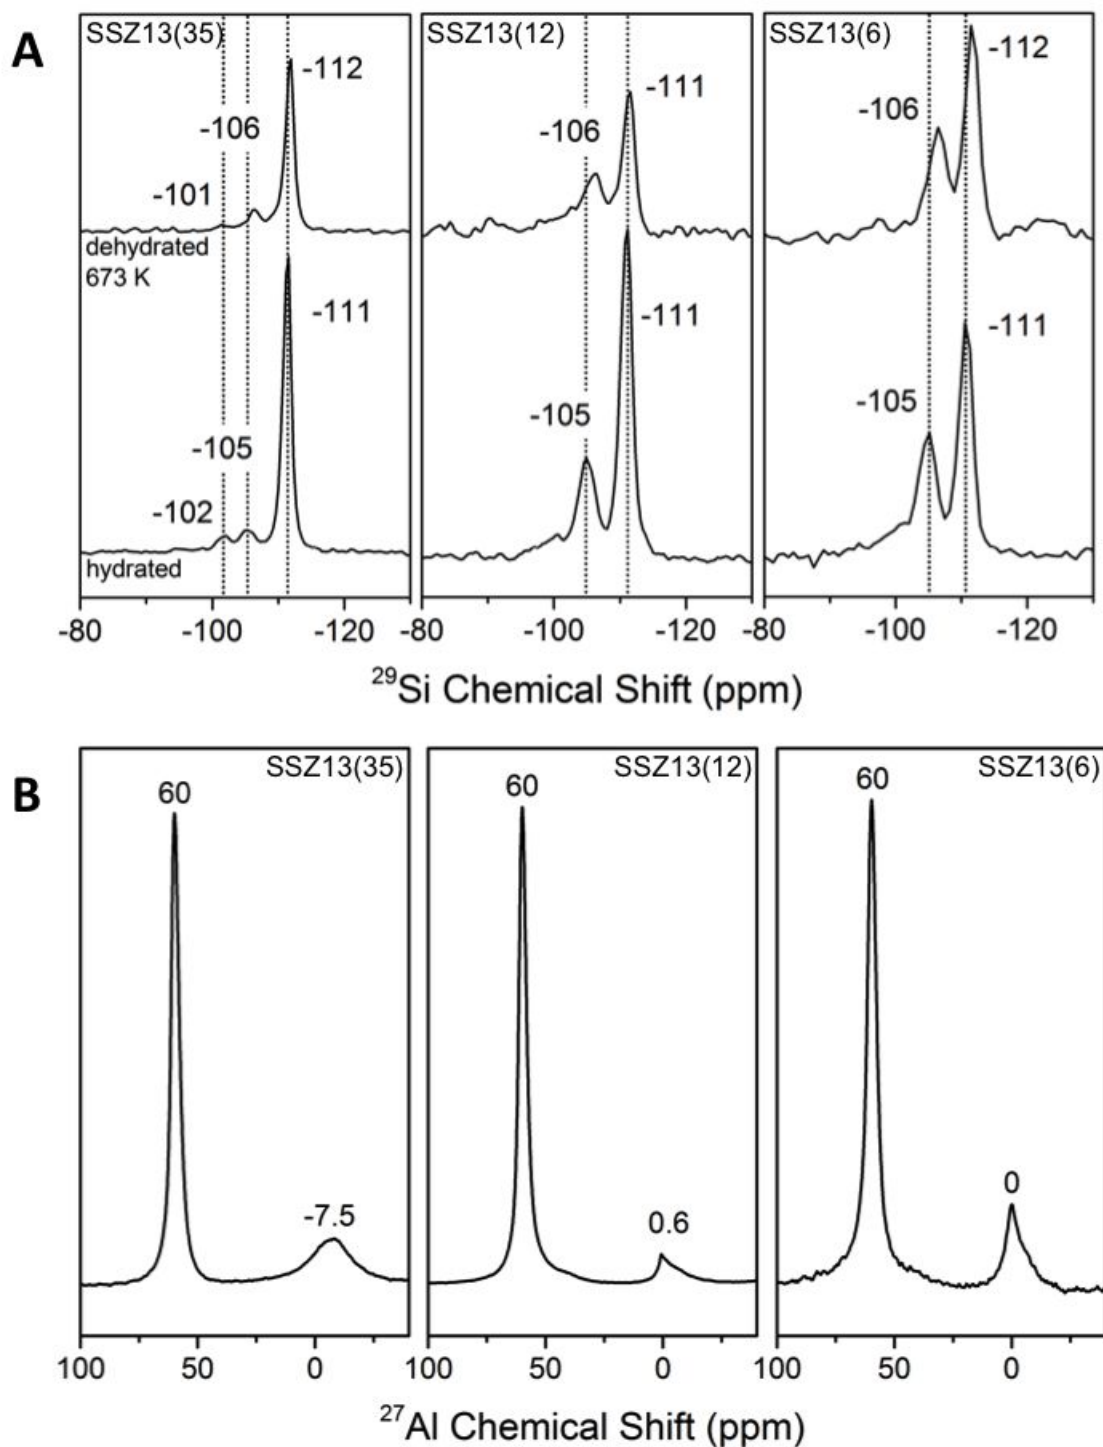 A
SSZ13(35) SSZ13(12) SSZ13(6)
-112 -111 -112
-106 -106 -106
-101
dehydrated
673 K
-111 -111 -111
-105 -105 -105
-102
hydrated
-80 -100 -120 -80 -100 -120 -80 -100 -120
²⁹Si Chemical Shift (ppm)
B
SSZ13(35) SSZ13(12) SSZ13(6)
60 60 60
-7.5 0.6 0
100 50 0 100 50 0 100 50 0
²⁷Al Chemical Shift (ppm)